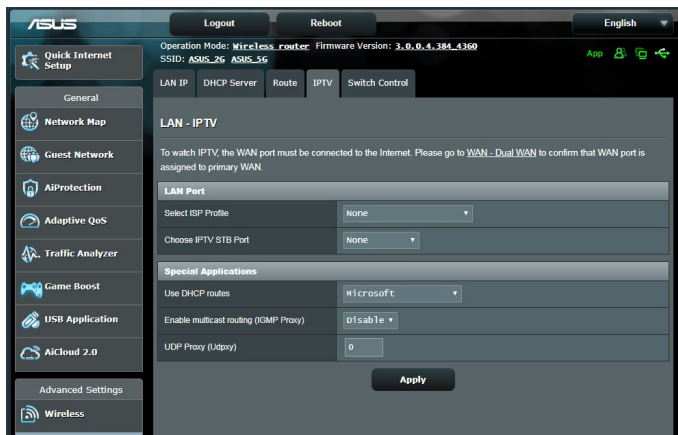 ASUS
Logout
Reboot
English
Quick Internet
Setup
Operation Mode: Wireless router Firmware Version: 3.0.0.4.384_4360
SSID: ASUS_2G ASUS_5G
App
LAN IP
DHCP Server
Route
IPTV
Switch Control
General
Network Map
Guest Network
AiProtection
Adaptive QoS
Traffic Analyzer
Game Boost
USB Application
AiCloud 2.0
Advanced Settings
Wireless
LAN - IPTV
To watch IPTV, the WAN port must be connected to the Internet. Please go to WAN - Dual WAN to confirm that WAN port is
assigned to primary WAN.
LAN Port
Select ISP Profile
None
Choose IPTV STB Port
None
Special Applications
Use DHCP routes
Microsoft
Enable multicast routing (IGMP Proxy)
Disable
UDP Proxy (Udpxy)
0
Apply